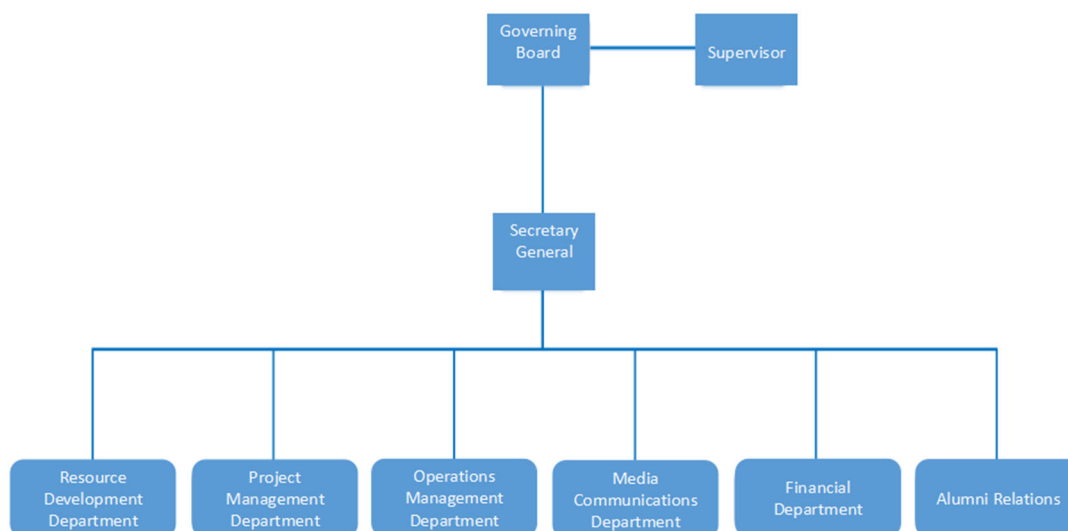 Governing
Board
Supervisor
Secretary
General
Resource
Development
Department
Project
Management
Department
Operations
Management
Department
Media
Communications
Department
Financial
Department
Alumni Relations